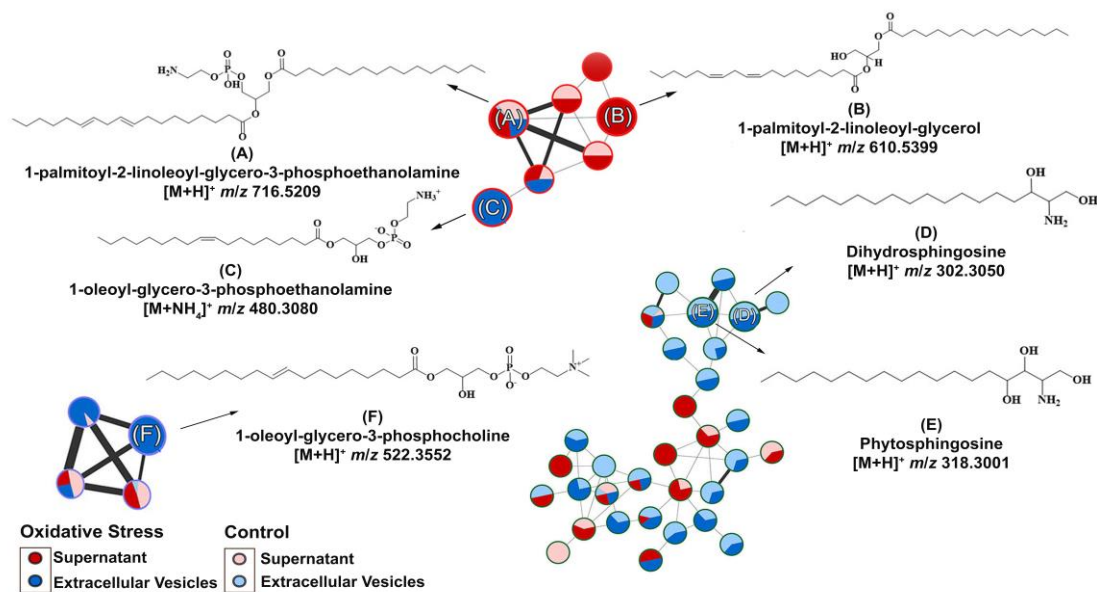 (A)
1-palmitoyl-2-linoleoyl-glycero-3-phosphoethanolamine
[M+H]⁺ m/z 716.5209
(B)
1-palmitoyl-2-linoleoyl-glycerol
[M+H]⁺ m/z 610.5399
(C)
1-oleoyl-glycero-3-phosphoethanolamine
[M+NH₄]⁺ m/z 480.3080
(D)
Dihydrosphingosine
[M+H]⁺ m/z 302.3050
(E)
Phytosphingosine
[M+H]⁺ m/z 318.3001
(F)
1-oleoyl-glycero-3-phosphocholine
[M+H]⁺ m/z 522.3552
(A)
(B)
(C)
(E)
(D)
(F)
H₂N
O
O
P
O
OH
O
O
O
O
O
O
HO
H
O
O
NH₃⁺
O
⁻O
P
O
O
O
O
OH
OH
OH
NH₂
O
O
OH
O
O
P
O
O⁻
N⁺
OH
OH
OH
NH₂
Oxidative Stress
Supernatant
Extracellular Vesicles
Control
Supernatant
Extracellular Vesicles